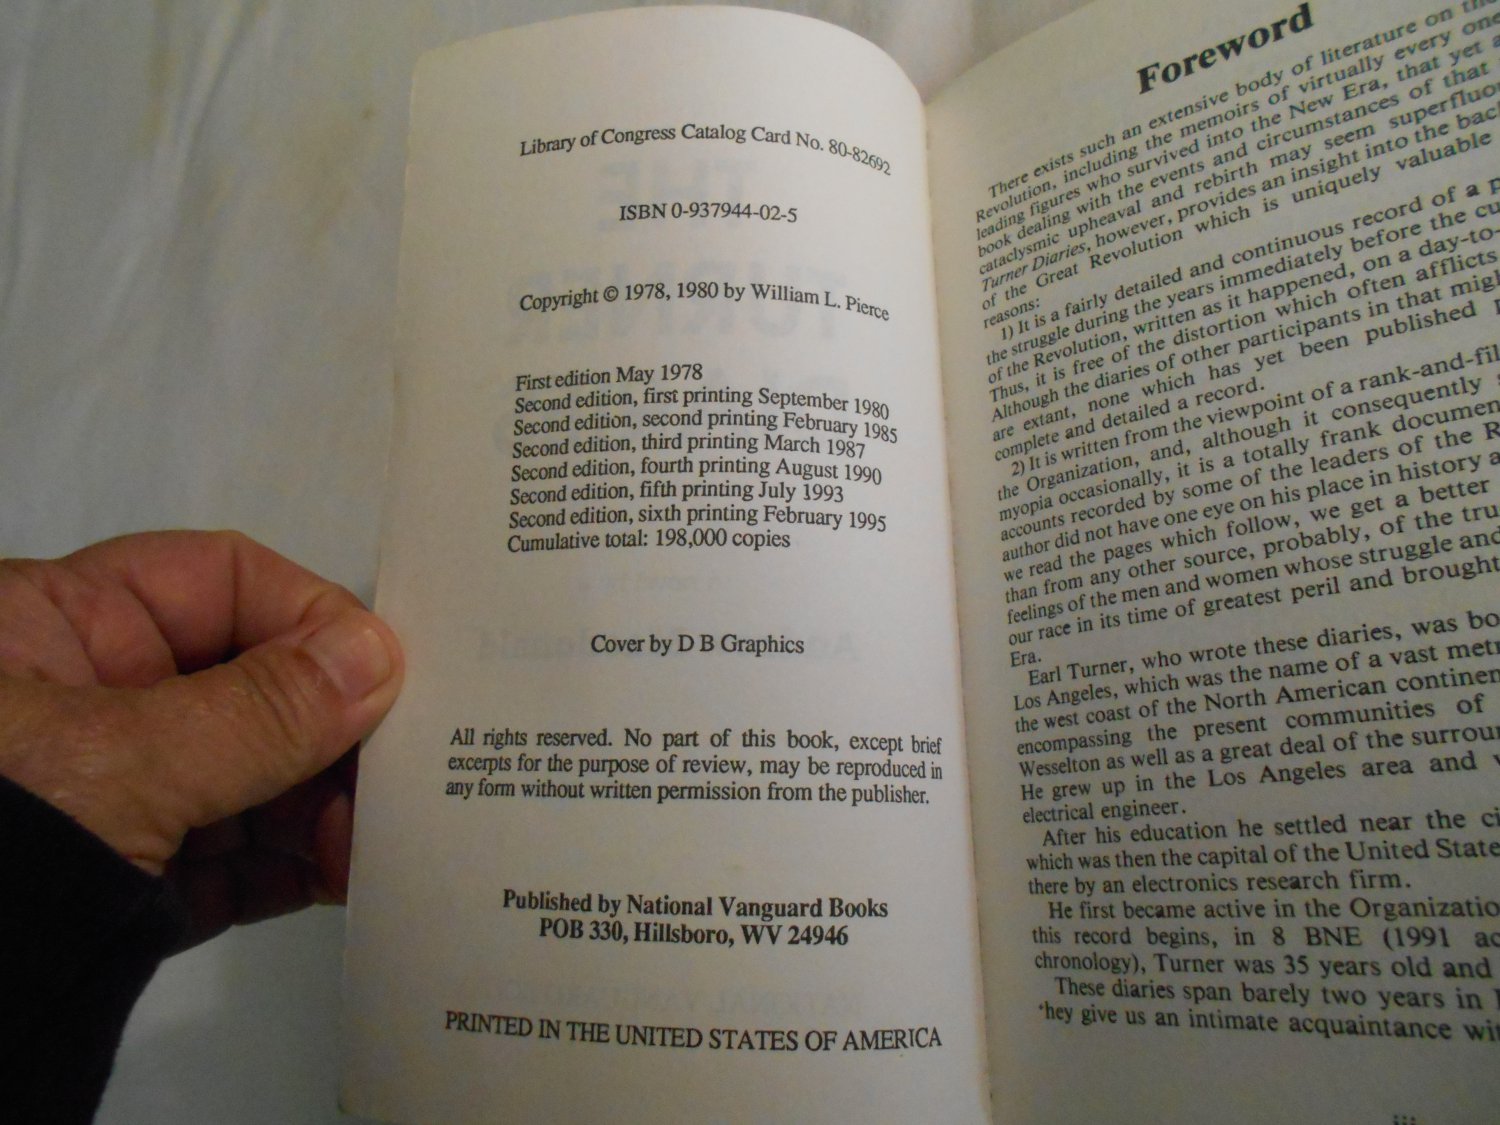 Library of Congress Catalog Card No. 80-82692
ISBN 0-937944-02-5
Copyright © 1978, 1980 by William L. Pierce
First edition May 1978
Second edition, first printing September 1980
Second edition, second printing February 1985
Second edition, third printing March 1987
Second edition, fourth printing August 1990
Second edition, fifth printing July 1993
Second edition, sixth printing February 1995
Cumulative total: 198,000 copies
Cover by D B Graphics
All rights reserved. No part of this book, except brief
excerpts for the purpose of review, may be reproduced in
any form without written permission from the publisher.
Published by National Vanguard Books
POB 330, Hillsboro, WV 24946
PRINTED IN THE UNITED STATES OF AMERICA
Foreword
There exists such an extensive body of literature on the
Revolution, including the memoirs of virtually every one
leading figures who survived into the New Era, that yet
book dealing with the events and circumstances of that
cataclysmic upheaval and rebirth may seem
Turner Diaries, however, provides an insight into the
of the Great Revolution which is uniquely valuable
reasons:
1) It is a fairly detailed and continuous record of a
the struggle during the years immediately before the
of the Revolution, written as it happened, on a
Thus, it is free of the distortion which often afflicts
Although the diaries of other participants in that
are extant, none which has yet been published
complete and detailed a record.
2) It is written from the viewpoint of a
the Organization, and, although it consequently
myopia occasionally, it is a totally frank
accounts recorded by some of the leaders of the
author did not have one eye on his place in history
we read the pages which follow, we get a better
than from any other source, probably, of the
feelings of the men and women whose struggle and
our race in its time of greatest peril and brought
Era.
Earl Turner, who wrote these diaries, was
Los Angeles, which was the name of a vast
the west coast of the North American
encompassing the present communities of
Wesselton as well as a great deal of the
He grew up in the Los Angeles area and
electrical engineer.
After his education he settled near the
which was then the capital of the United
there by an electronics research firm.
He first became active in the
this record begins, in 8 BNE (1991
chronology), Turner was 35 years old and
These diaries span barely two years in
give us an intimate acquaintance
iii